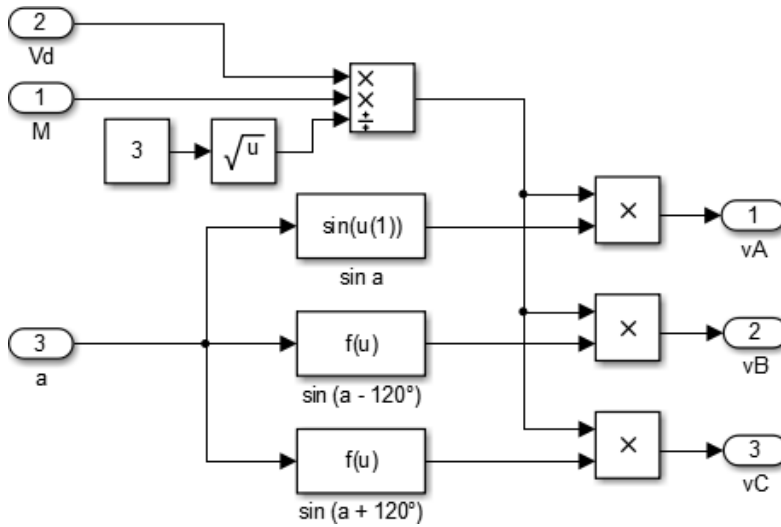 2
Vd
1
M
×
×
÷
3
√u
sin(u(1))
sin a
×
1
vA
3
a
f(u)
sin (a - 120°)
×
2
vB
f(u)
sin (a + 120°)
×
3
vC